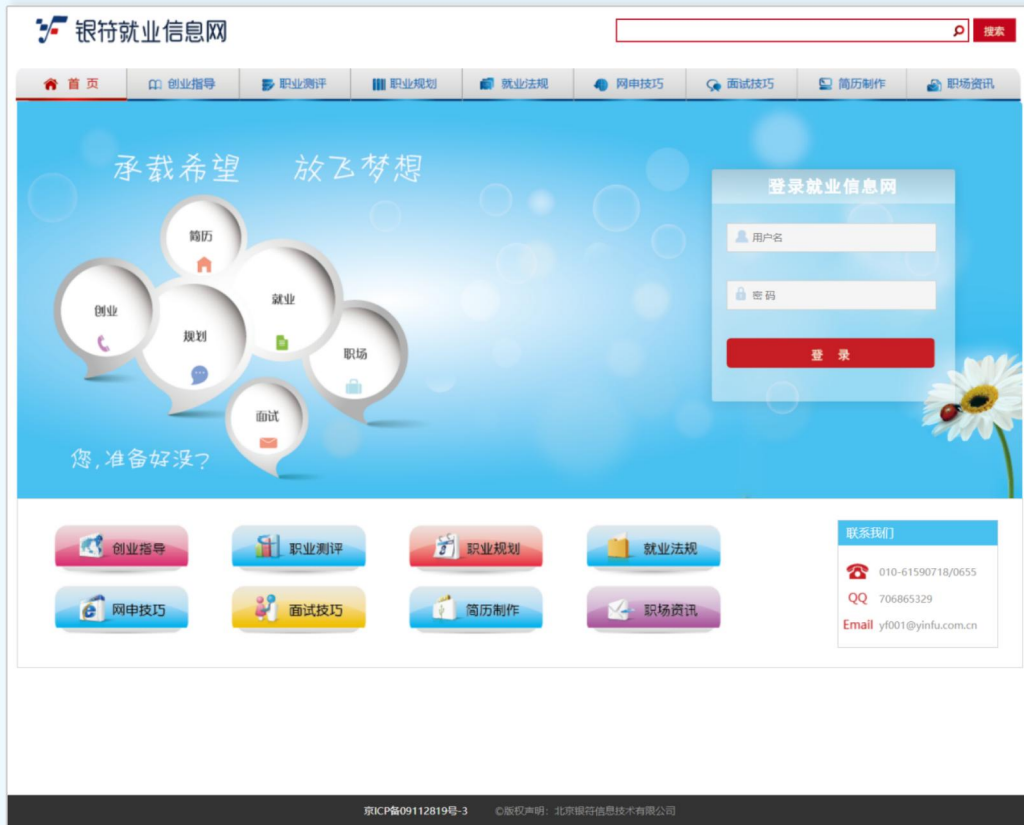 银符就业信息网
搜索
首 页 创业指导 职业测评 职业规划 就业法规 网申技巧 面试技巧 简历制作 职场资讯
承载希望 放飞梦想
登录就业信息网
简历
用户名
就业
创业
密 码
规划
职场
登 录
面试
您,准备好没?
创业指导 职业测评 职业规划 就业法规
联系我们
010-61590718/0655
QQ 706865329
网申技巧 面试技巧 简历制作 职场资讯
Email yf001@yinfu.com.cn
京ICP备09112819号-3 ©版权声明: 北京银符信息技术有限公司